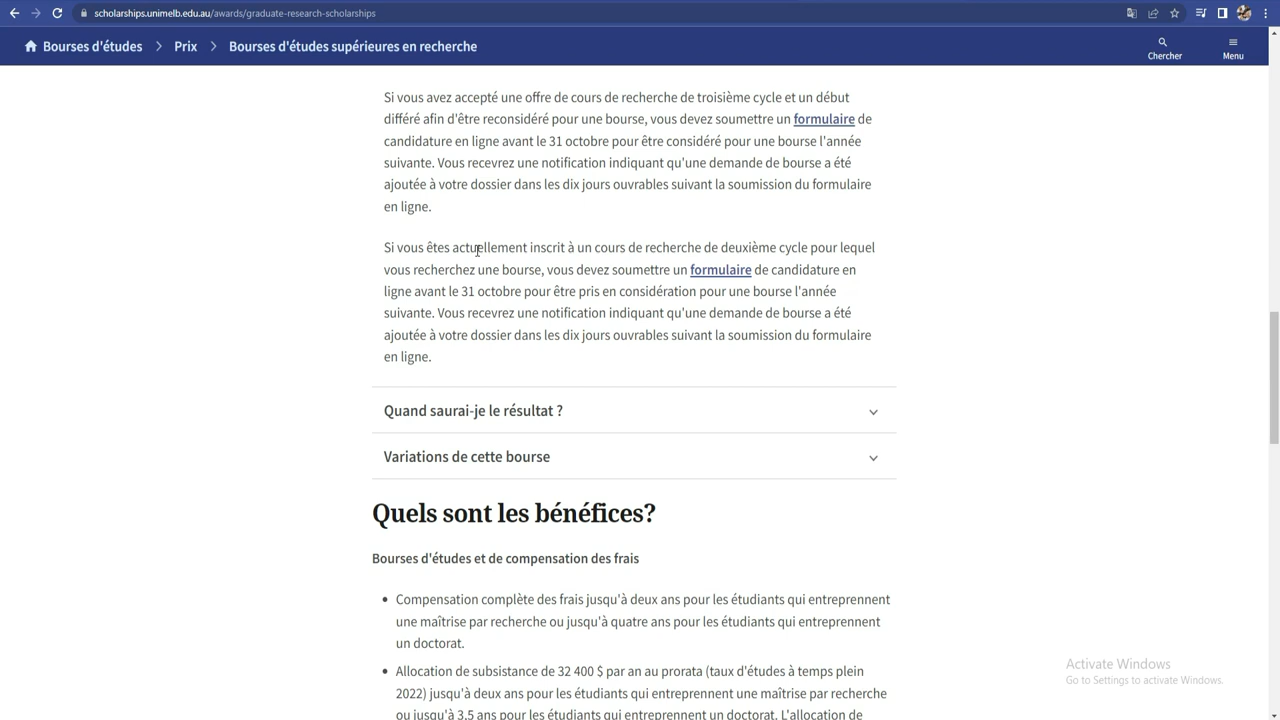 scholarships.unimelb.edu.au/awards/graduate-research-scholarships
Bourses d'études
Prix
Bourses d'études supérieures en recherche
Chercher
Menu
Si vous avez accepté une offre de cours de recherche de troisième cycle et un début
différé afin d'être reconsidéré pour une bourse, vous devez soumettre un formulaire de
candidature en ligne avant le 31 octobre pour être considéré pour une bourse l'année
suivante. Vous recevrez une notification indiquant qu'une demande de bourse a été
ajoutée à votre dossier dans les dix jours ouvrables suivant la soumission du formulaire
en ligne.
Si vous êtes actuellement inscrit à un cours de recherche de deuxième cycle pour lequel
vous recherchez une bourse, vous devez soumettre un formulaire de candidature en
ligne avant le 31 octobre pour être pris en considération pour une bourse l'année
suivante. Vous recevrez une notification indiquant qu'une demande de bourse a été
ajoutée à votre dossier dans les dix jours ouvrables suivant la soumission du formulaire
en ligne.
Quand saurai-je le résultat ?
Variations de cette bourse
Quels sont les bénéfices?
Bourses d'études et de compensation des frais
Compensation complète des frais jusqu'à deux ans pour les étudiants qui entreprennent
une maîtrise par recherche ou jusqu'à quatre ans pour les étudiants qui entreprennent
un doctorat.
Allocation de subsistance de 32 400 $ par an au prorata (taux d'études à temps plein
2022) jusqu'à deux ans pour les étudiants qui entreprennent une maîtrise par recherche
ou jusqu'à 3,5 ans pour les étudiants qui entreprennent un doctorat. L'allocation de
Activate Windows
Go to Settings to activate Windows.